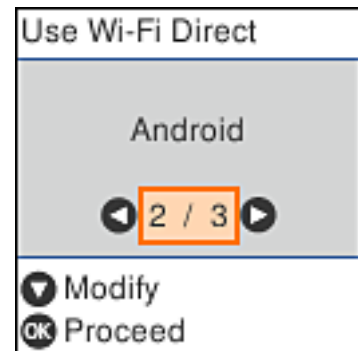 Use Wi-Fi Direct
Android
2 / 3
Modify
OK Proceed